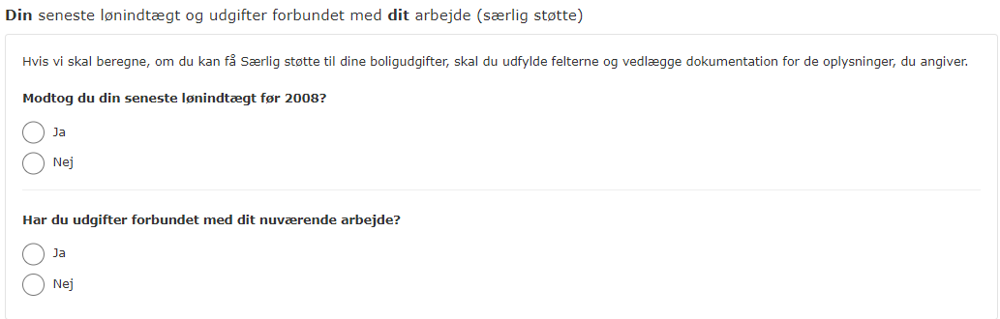 Din seneste lønindtægt og udgifter forbundet med dit arbejde (særlig støtte)
Hvis vi skal beregne, om du kan få Særlig støtte til dine boligudgifter, skal du udfylde felterne og vedlægge dokumentation for de oplysninger, du angiver.
Modtog du din seneste lønindtægt før 2008?
Ja
Nej
Har du udgifter forbundet med dit nuværende arbejde?
Ja
Nej